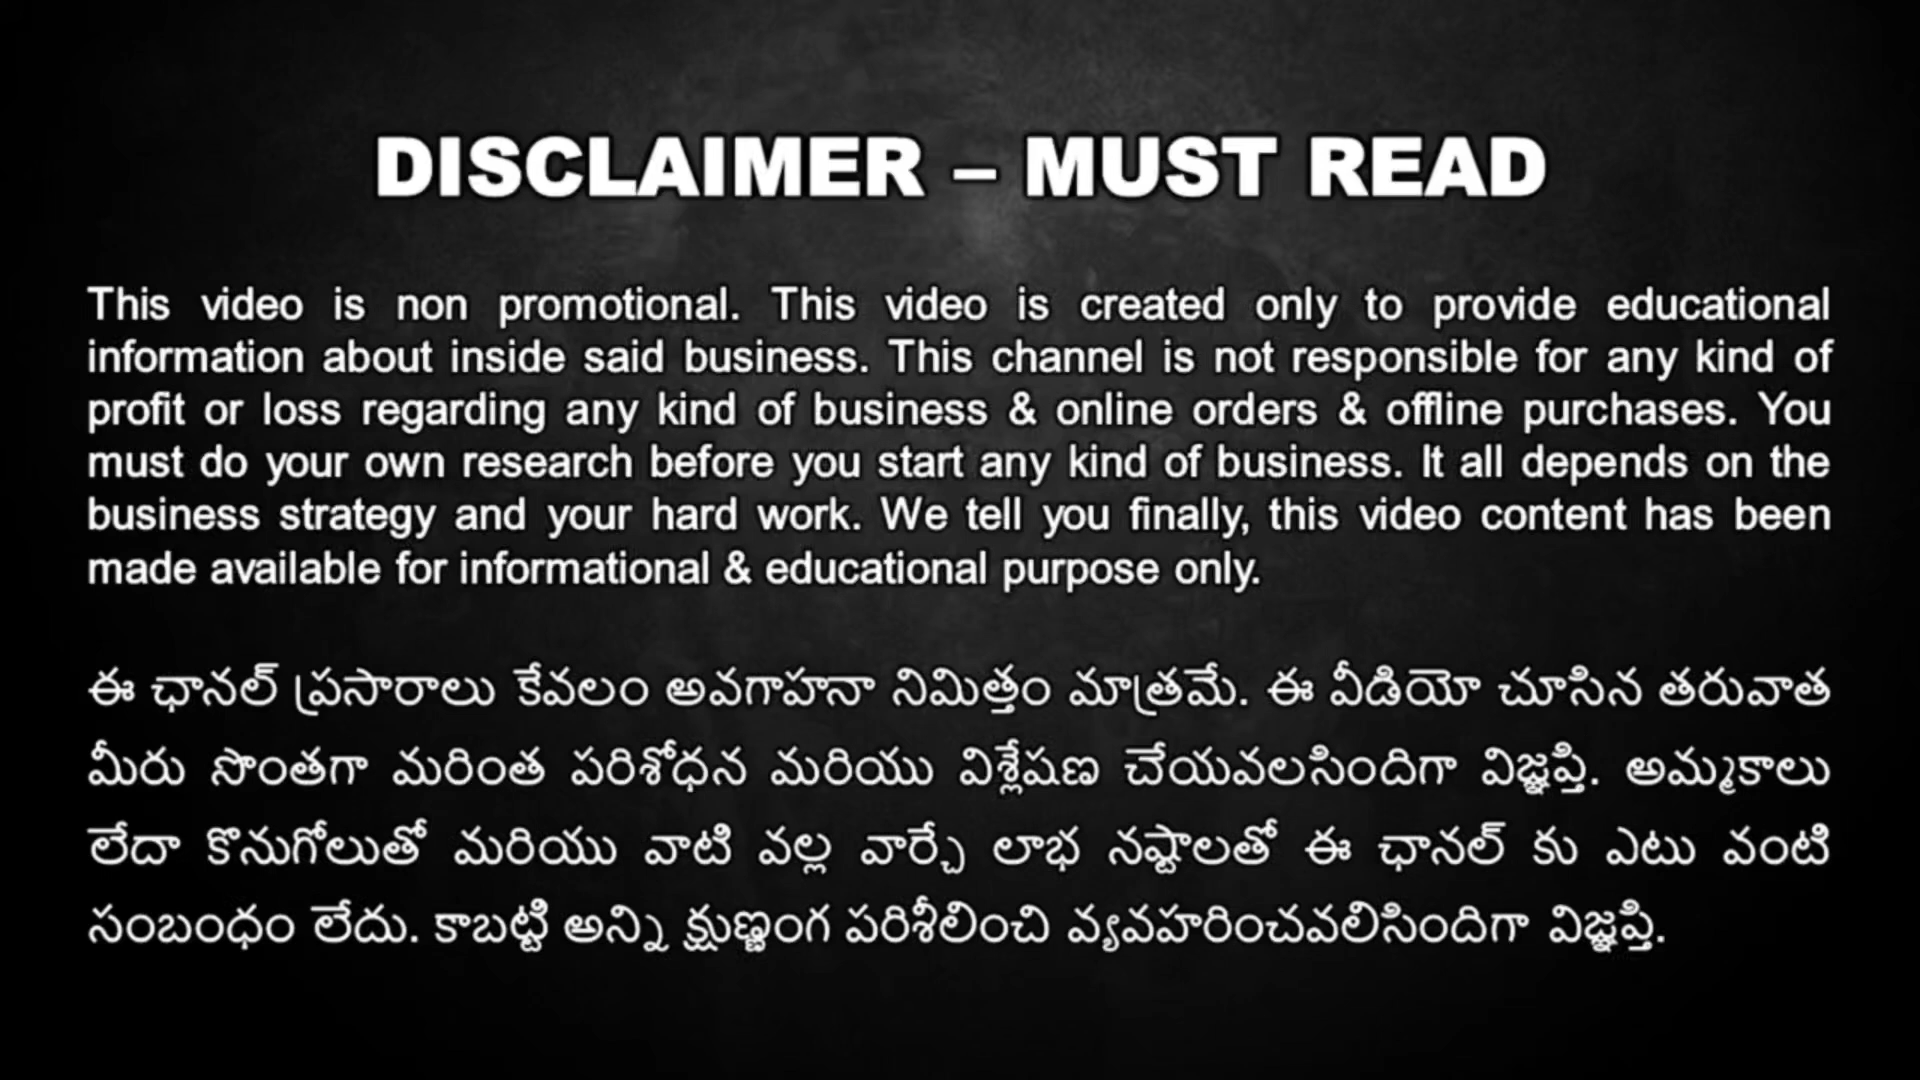 DISCLAIMER – MUST READ
This video is non promotional. This video is created only to provide educational
information about inside said business. This channel is not responsible for any kind of
profit or loss regarding any kind of business & online orders & offline purchases. You
must do your own research before you start any kind of business. It all depends on the
business strategy and your hard work. We tell you finally, this video content has been
made available for informational & educational purpose only.
ఈ ఛానల్ ప్రసారాలు కేవలం అవగాహనా నిమిత్తం మాత్రమే. ఈ వీడియో చూసిన తరువాత
మీరు సొంతగా మరింత పరిశోధన మరియు విశ్లేషణ చేయవలసిందిగా విజ్ఞప్తి. అమ్మకాలు
లేదా కొనుగోలుతో మరియు వాటి వల్ల వార్చే లాభ నష్టాలతో ఈ ఛానల్ కు ఎటు వంటి
సంబంధం లేదు. కాబట్టి అన్ని క్షుణ్ణంగ పరిశీలించి వ్యవహరించవలిసిందిగా విజ్ఞప్తి.